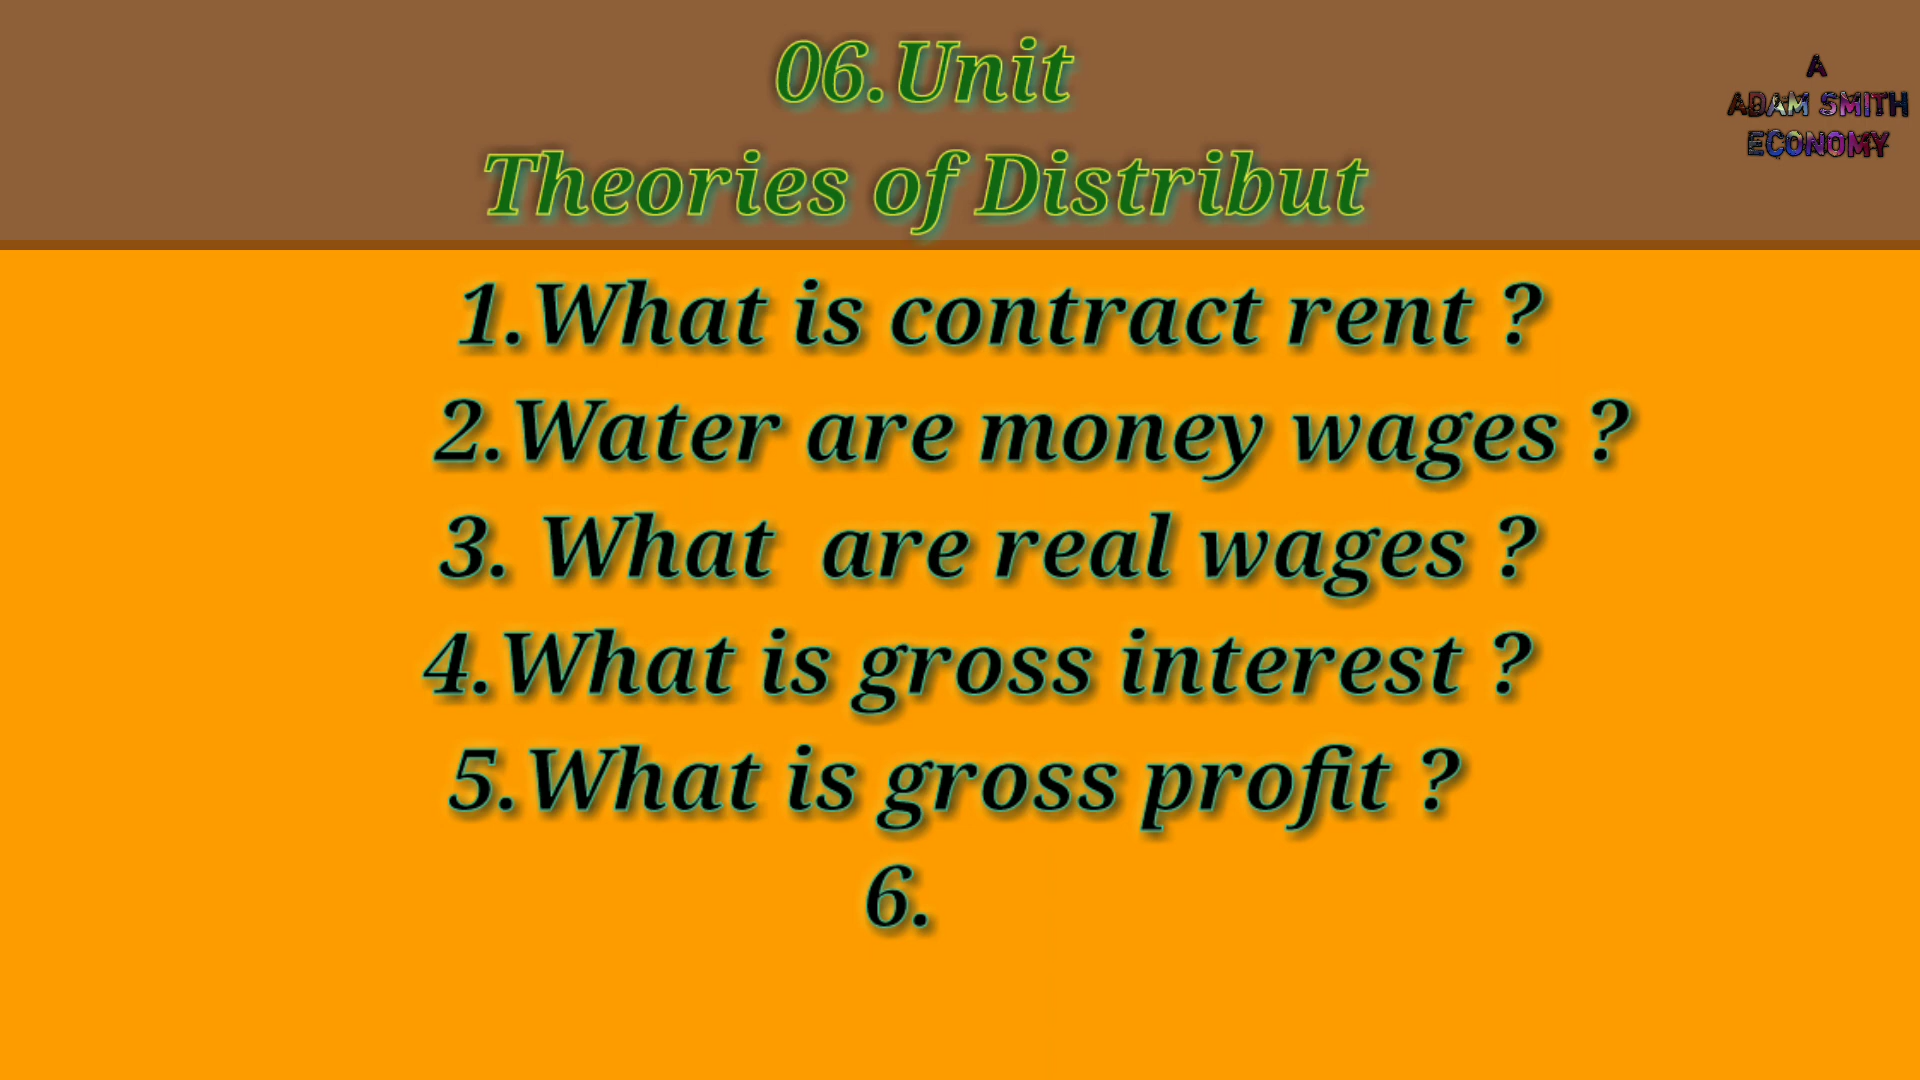 06.Unit
Theories of Distribut
A
ADAM SMITH
ECONOMY
1.What is contract rent ?
2.Water are money wages ?
3. What  are real wages ?
4.What is gross interest ?
5.What is gross profit ?
6.